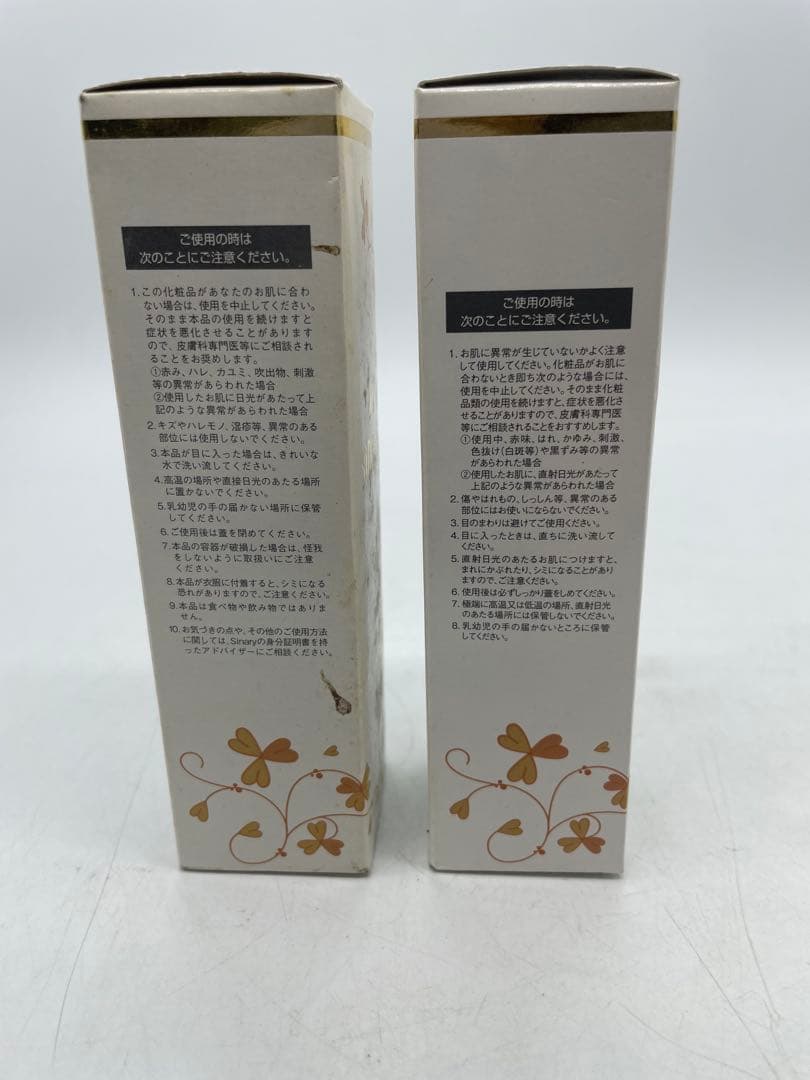 ご使用の時は
次のことにご注意ください。
1.この化粧品があなたのお肌に合わ
ない場合は、使用を中止してください。
そのまま本品の使用を続けますと
症状を悪化させることがあります
ので、皮膚科専門医等にご相談され
ることをお奨めします。
①赤み、ハレ、カユミ、吹出物、刺激
等の異常があらわれた場合
②使用したお肌に日光があたって上
記のような異常があらわれた場合
2.キズやハレモノ、湿疹等、異常のある
部位には使用しないでください。
3.本品が目に入った場合は、きれいな
水で洗い流してください。
4.高温の場所や直接日光のあたる場所
に置かないでください。
5.乳幼児の手の届かない場所に保管
してください。
6.ご使用後は蓋を閉めてください。
7.本品の容器が破損した場合は、怪我
をしないように取扱いにご注意
ください。
8.本品が衣服に付着すると、シミになる
恐れがありますので、ご注意ください。
9.本品は食べ物や飲み物ではありま
せん。
10.お気づきの点や、その他のご使用方法
に関しては、Sinaryの身分証明書を持
ったアドバイザーにご相談ください。
ご使用の時は
次のことにご注意ください。
1.お肌に異常が生じていないかよく注意
して使用してください。化粧品がお肌に
合わないとき即ち次のような場合には、
使用を中止してください。そのまま化粧
品類の使用を続けますと、症状を悪化さ
せることがありますので、皮膚科専門医
等にご相談されることをおすすめします。
①使用中、赤味、はれ、かゆみ、刺激、
色抜け(白斑等)や黒ずみ等の異常
があらわれた場合
②使用したお肌に、直射日光があたって
上記のような異常があらわれた場合
2.傷やはれもの、しっしん等、異常のある
部位にはお使いにならないでください。
3.目のまわりは避けてご使用ください。
4.目に入ったときは、直ちに洗い流して
ください。
5.直射日光のあたるお肌につけますと、
まれにかぶれたり、シミになることがあり
ますので、ご注意ください。
6.使用後は必ずしっかり蓋をしめてください。
7.極端に高温又は低温の場所、直射日光
のあたる場所には保管しないでください。
8.乳幼児の手の届かないところに保管
してください。